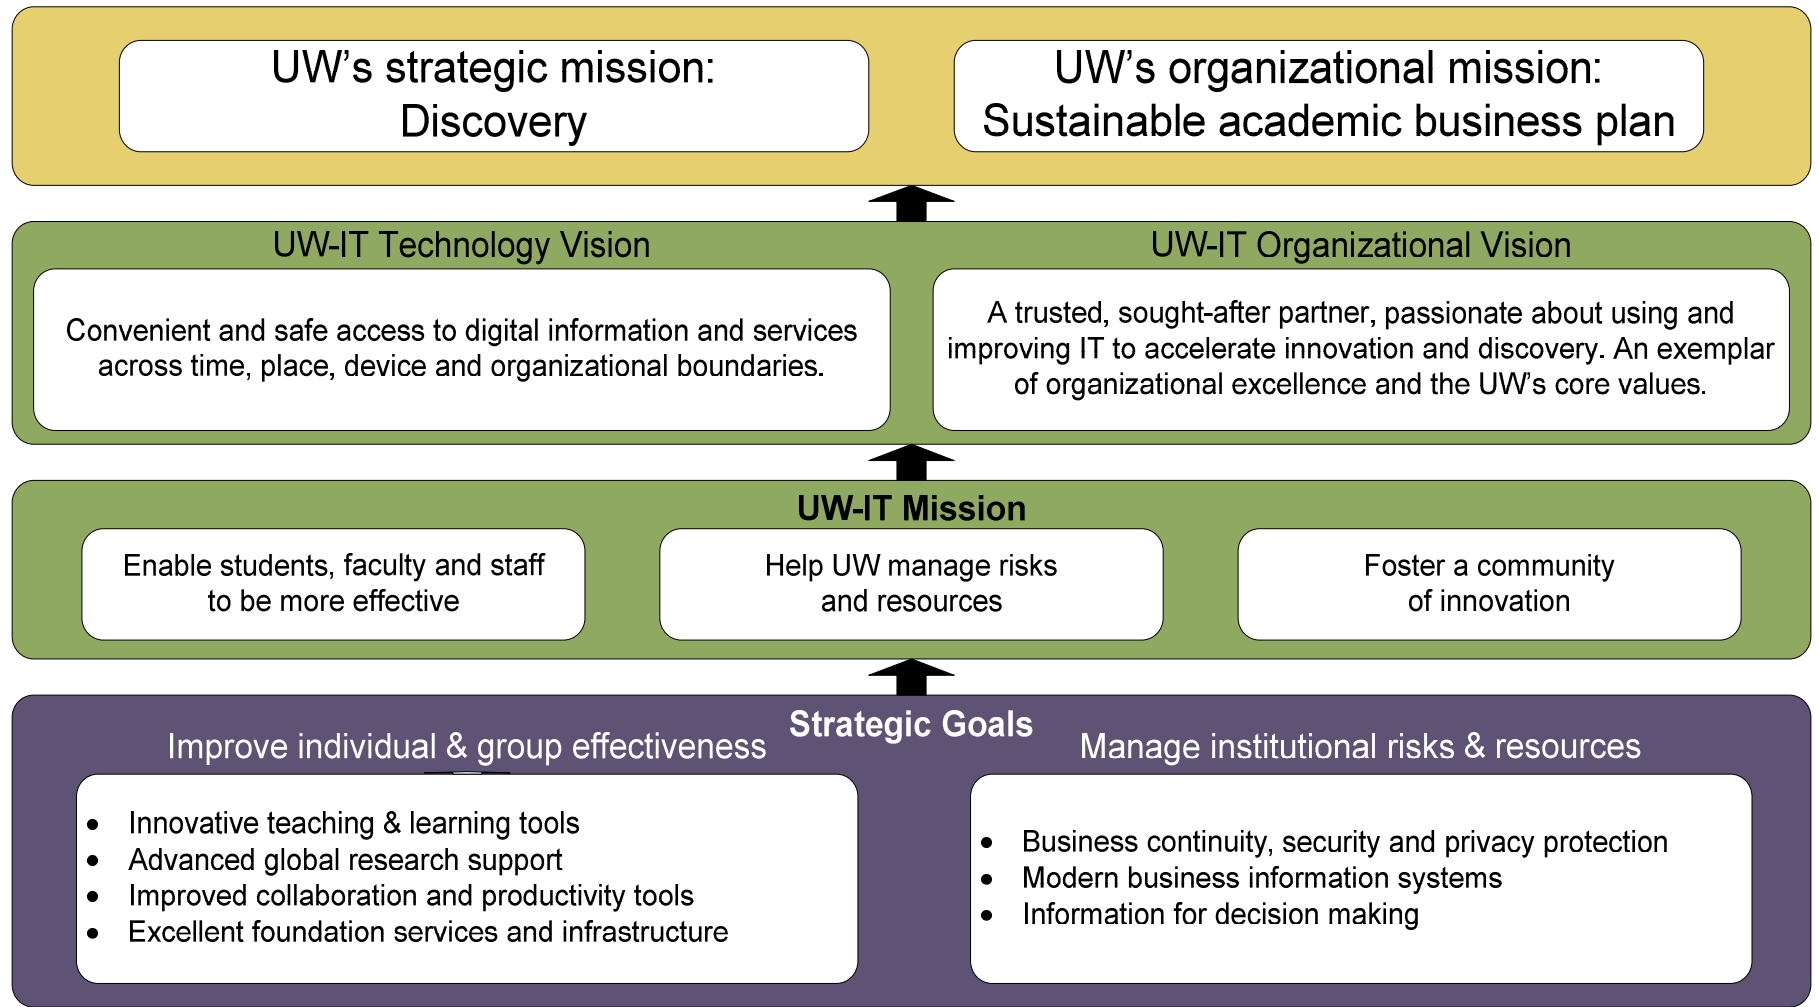 UW’s strategic mission:
Discovery
UW’s organizational mission:
Sustainable academic business plan
UW-IT Technology Vision
Convenient and safe access to digital information and services
across time, place, device and organizational boundaries.
UW-IT Organizational Vision
A trusted, sought-after partner, passionate about using and
improving IT to accelerate innovation and discovery. An exemplar
of organizational excellence and the UW’s core values.
UW-IT Mission
Enable students, faculty and staff
to be more effective
Help UW manage risks
and resources
Foster a community
of innovation
Strategic Goals
Improve individual & group effectiveness
• Innovative teaching & learning tools
• Advanced global research support
• Improved collaboration and productivity tools
• Excellent foundation services and infrastructure
Manage institutional risks & resources
• Business continuity, security and privacy protection
• Modern business information systems
• Information for decision making